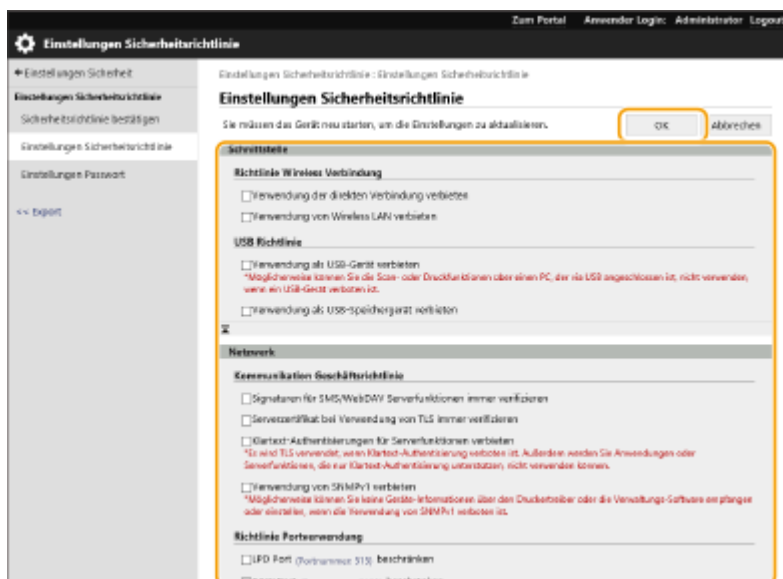 Zum Portal Anwender Login: Administrator Logout
Einstellungen Sicherheitsrichtlinie
Einstellungen Sicherheit
Einstellungen Sicherheitsrichtlinie : Einstellungen Sicherheitsrichtlinie
Einstellungen Sicherheitsrichtlinie
Sicherheitsrichtlinie bestätigen
Einstellungen Sicherheitsrichtlinie
Einstellungen Passwort
<< Export
Einstellungen Sicherheitsrichtlinie
Sie müssen das Gerät neu starten, um die Einstellungen zu aktualisieren.
OK
Abbrechen
Schnittstelle
Richtlinie Wireless Verbindung
Verwendung der direkten Verbindung verbieten
Verwendung von Wireless LAN verbieten
USB Richtlinie
Verwendung als USB-Gerät verbieten
*Möglicherweise können Sie die Scan- oder Druckfunktionen über einen PC, der via USB angeschlossen ist, nicht verwenden,
wenn ein USB-Gerät verboten ist.
Verwendung als USB-Speichergerät verbieten
Netzwerk
Kommunikation Geschäftsrichtlinie
Signaturen für SMS/WebDAV Serverfunktionen immer verifizieren
Serverzertifikat bei Verwendung von TLS immer verifizieren
Klartext-Authentisierungen für Serverfunktionen verbieten
*Es wird TLS verwendet, wenn Klartext-Authentisierung verboten ist. Außerdem werden Sie Anwendungen oder
Serverfunktionen, die nur Klartext-Authentisierung unterstützen, nicht verwenden können.
Verwendung von SNMPv1 verbieten
*Möglicherweise können Sie keine Geräte-Informationen über den Druckertreiber oder die Verwaltungs-Software empfangen
oder einstellen, wenn die Verwendung von SNMPv1 verboten ist.
Richtlinie Portverwendung
LPD Port (Portnummer 515) beschränken